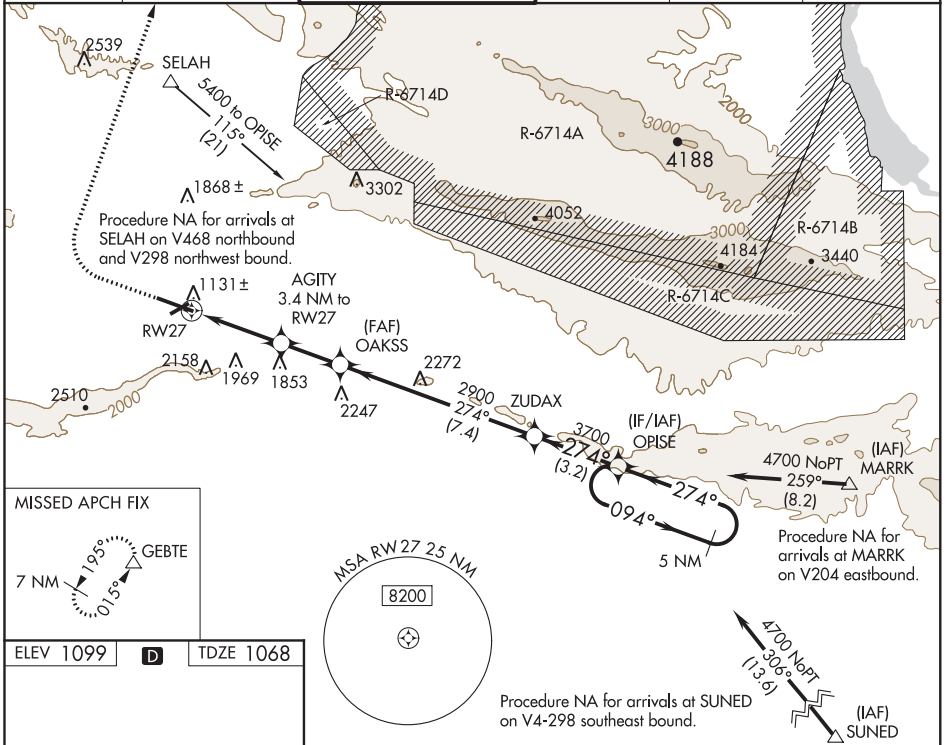 2539
SELAH
5400 to OPISE
115°
(21)
R-6714D
R-6714A
2000
3000
4188
3302
1868 ±
Procedure NA for arrivals at
SELAH on V468 northbound
and V298 northwest bound.
4052
3000
R-6714B
4184
3440
R-6714C
1131 ±
RW27
AGITY
3.4 NM to
RW27
(FAF)
OAKSS
2158
1969
1853
2247
2272
2510
2000
2900
274°
(7.4)
ZUDAX
3700
274°
(3.2)
(IF/IAF)
OPISE
4700 NoPT
259°
(8.2)
(IAF)
MARRK
274°
094°
5 NM
Procedure NA for
arrivals at MARRK
on V204 eastbound.
MISSED APCH FIX
GEBTE
195°
015°
7 NM
MSA RW 27 25 NM
8200
4700 NoPT
306°
(13.6)
(IAF)
SUNED
Procedure NA for arrivals at SUNED
on V4-298 southeast bound.
ELEV 1099
D
TDZE 1068